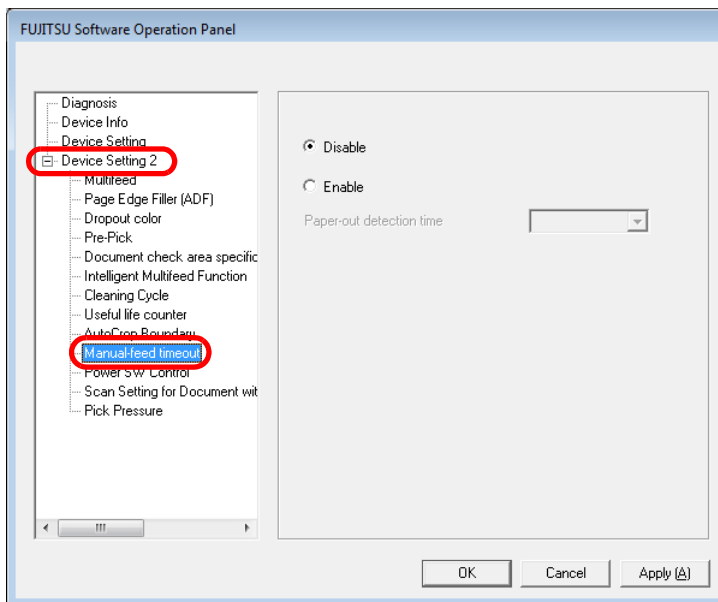 FUJITSU Software Operation Panel
Diagnosis
Device Info
Device Setting
Device Setting 2
Multifeed
Page Edge Filler (ADF)
Dropout color
Pre-Pick
Document check area specific
Intelligent Multifeed Function
Cleaning Cycle
Useful life counter
AutoCrop Boundary
Manual-feed timeout
Power SW Control
Scan Setting for Document wit
Pick Pressure
Disable
Enable
Paper-out detection time
OK
Cancel
Apply (A)